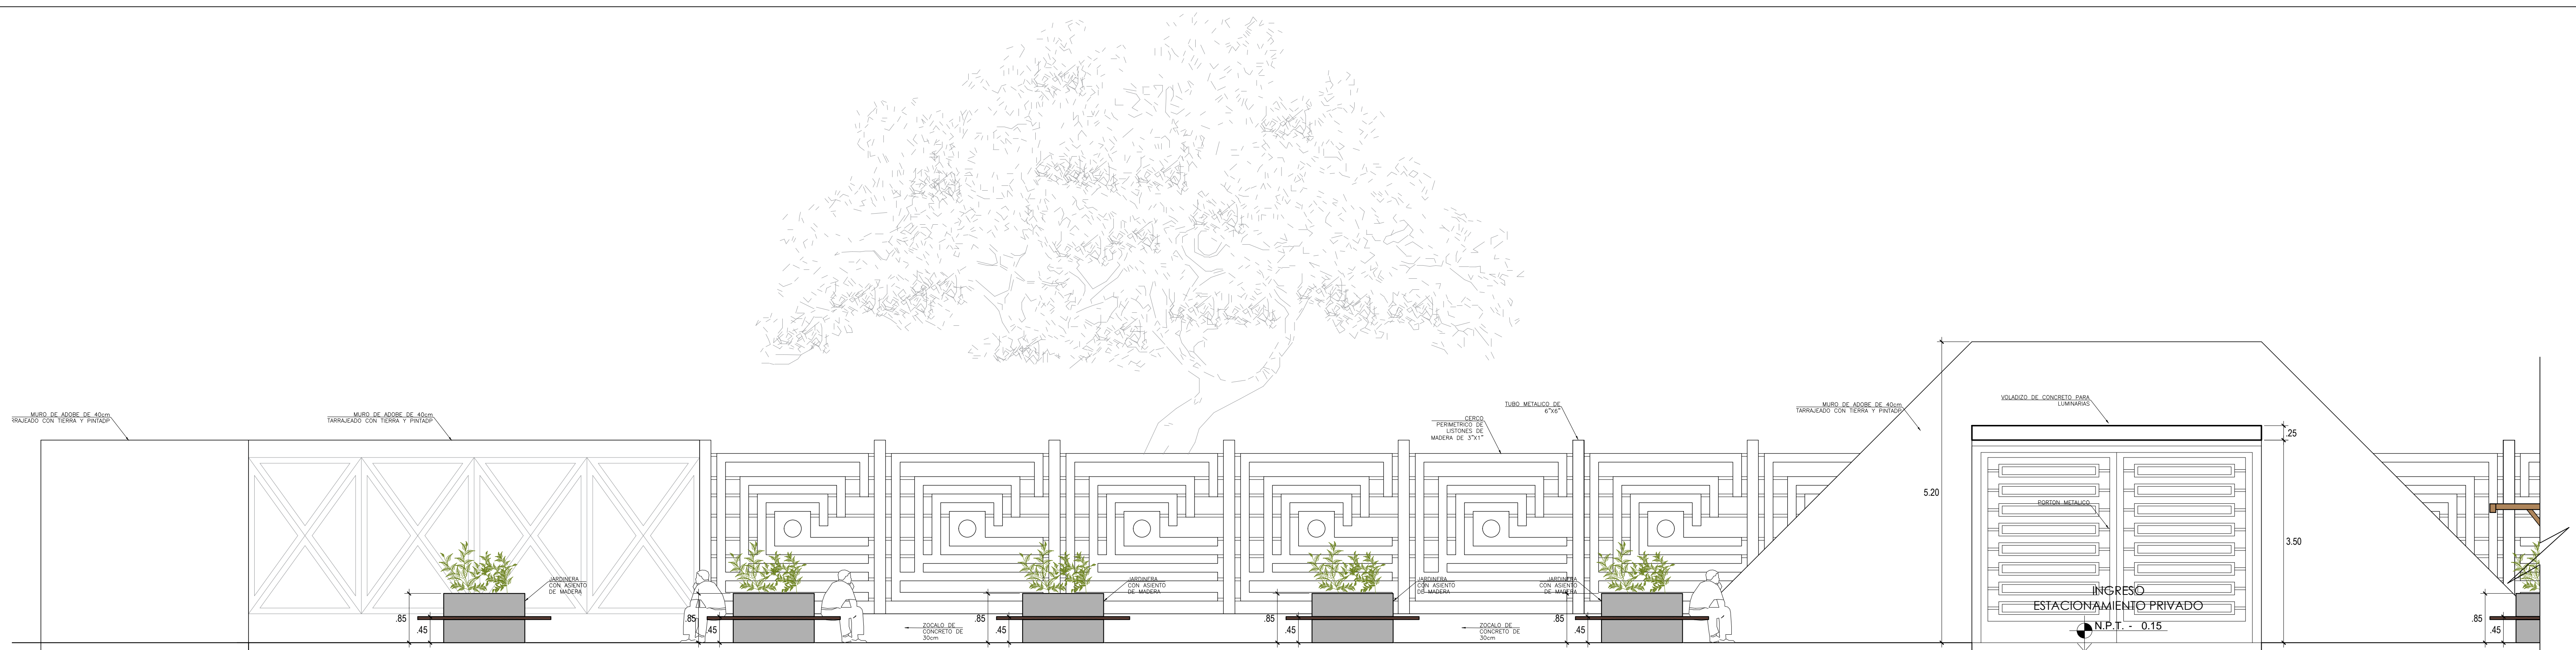 MURO DE ADOBE DE 40cm
RRAJEADO CON TIERRA Y PINTADP
MURO DE ADOBE DE 40cm
TARRAJEADO CON TIERRA Y PINTADP
CERCO
PERIMETRICO DE
LISTONES DE
MADERA DE 3"X1"
TUBO METALICO DE
6"X6"
MURO DE ADOBE DE 40cm
TARRAJEADO CON TIERRA Y PINTADP
VOLADIZO DE CONCRETO PARA
LUMINARIAS
.25
5.20
3.50
PORTON METALICO
INGRESO
ESTACIONAMIENTO PRIVADO
N.P.T. - 0.15
JARDINERA
CON ASIENTO
DE MADERA
.85
.45
.85
.45
ZOCALO DE
CONCRETO DE
30cm
JARDINERA
CON ASIENTO
DE MADERA
.85
.45
JARDINERA
CON ASIENTO
DE MADERA
.85
.45
ZOCALO DE
CONCRETO DE
30cm
JARDINERA
CON ASIENTO
DE MADERA
.85
.45
.85
.45